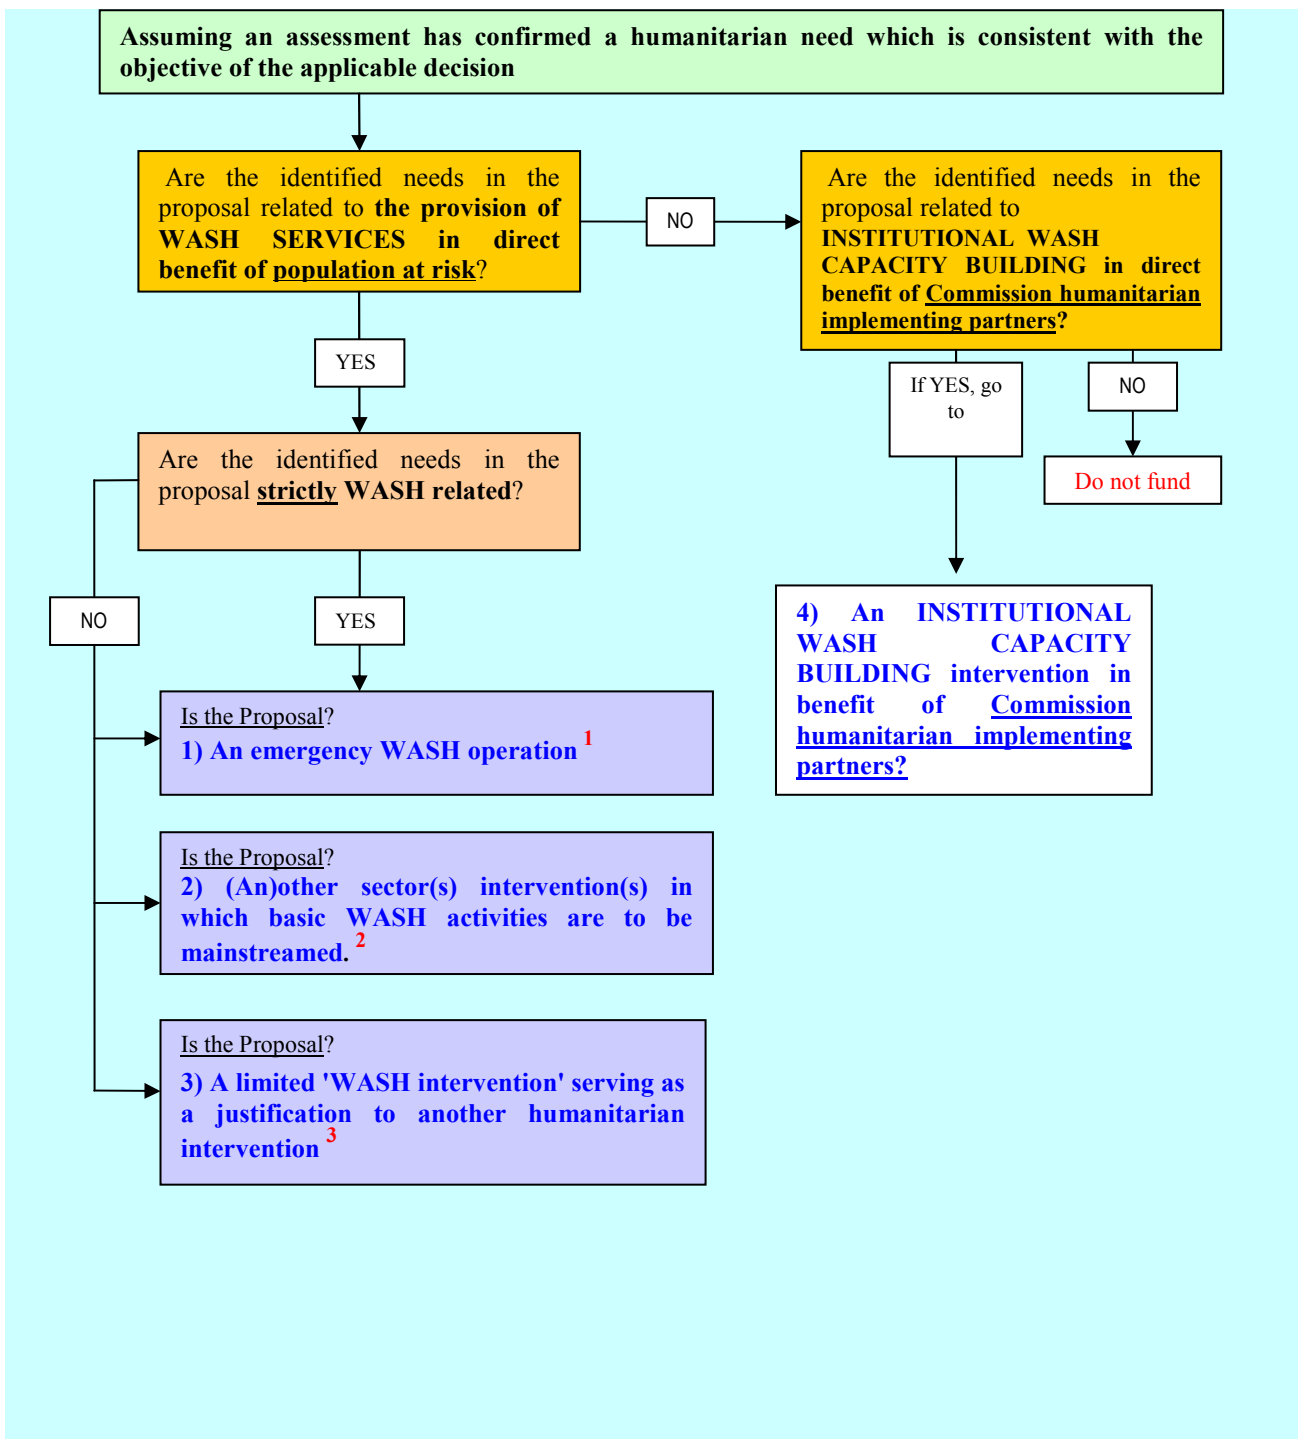 Assuming an assessment has confirmed a humanitarian need which is consistent with the
objective of the applicable decision
Are the identified needs in the
proposal related to the provision of
WASH SERVICES in direct
benefit of population at risk?
NO
Are the identified needs in the
proposal related to
INSTITUTIONAL WASH
CAPACITY BUILDING in direct
benefit of Commission humanitarian
implementing partners?
YES
If YES, go
to
NO
Do not fund
Are the identified needs in the
proposal strictly WASH related?
NO
YES
4) An INSTITUTIONAL
WASH CAPACITY
BUILDING intervention in
benefit of Commission
humanitarian implementing
partners?
Is the Proposal?
1) An emergency WASH operation 1
Is the Proposal?
2) (An)other sector(s) intervention(s) in
which basic WASH activities are to be
mainstreamed. 2
Is the Proposal?
3) A limited 'WASH intervention' serving as
a justification to another humanitarian
intervention 3